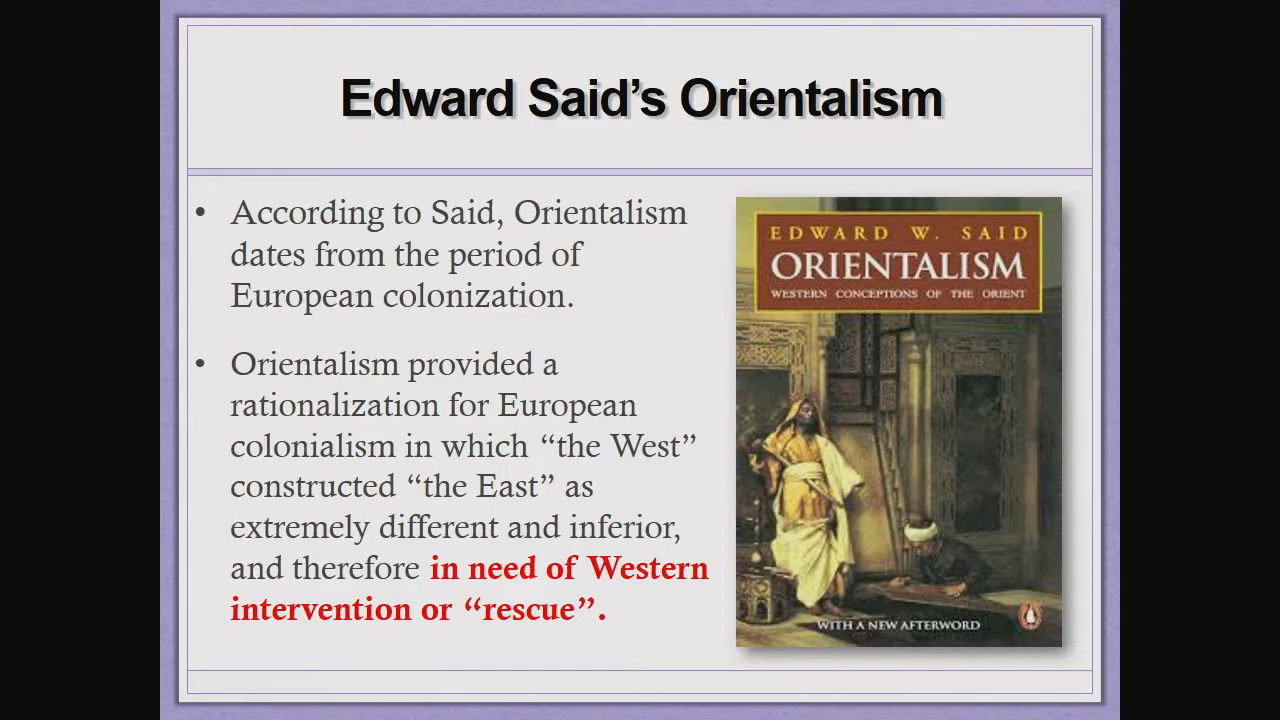 Edward Said’s Orientalism
• According to Said, Orientalism
dates from the period of
European colonization.
• Orientalism provided a
rationalization for European
colonialism in which “the West”
constructed “the East” as
extremely different and inferior,
and therefore in need of Western
intervention or “rescue”.
EDWARD W. SAID
ORIENTALISM
WESTERN CONCEPTIONS OF THE ORIENT
WITH A NEW AFTERWORD